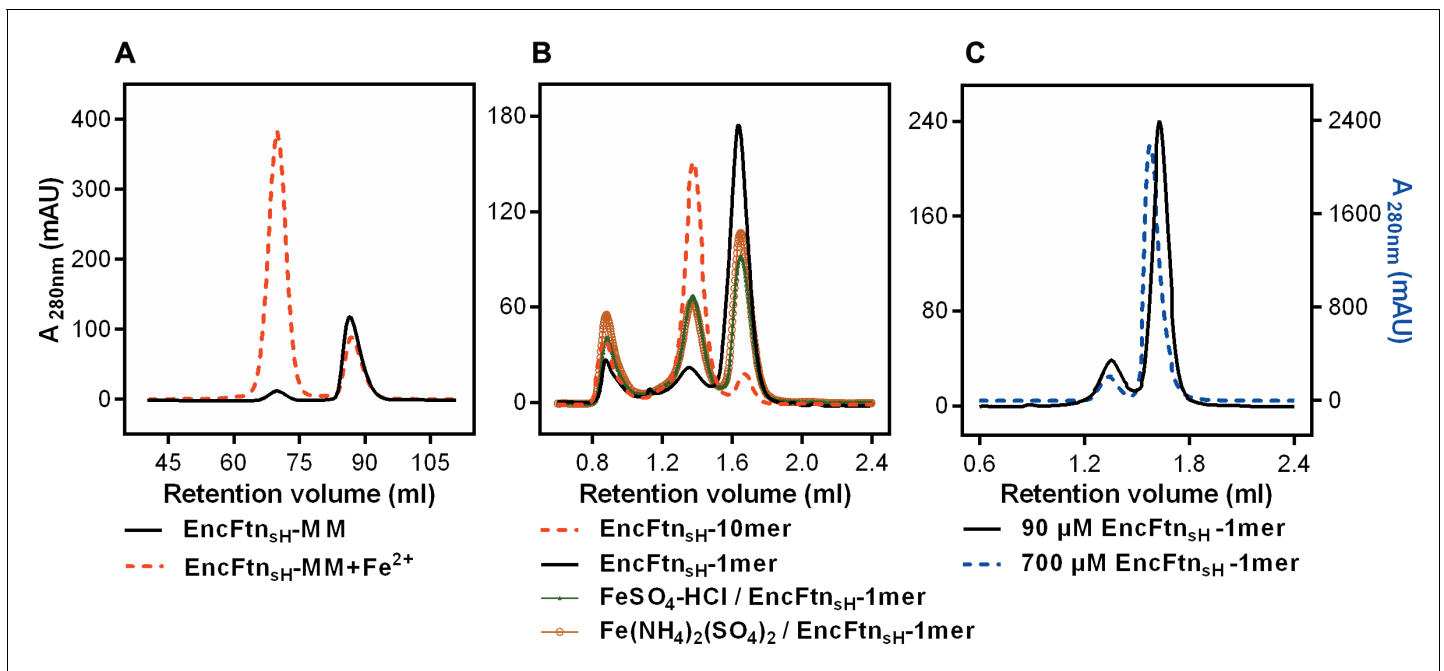 A
B
C
A 280nm (mAU)
400
300
200
100
0
45 60 75 90 105
Retention volume (ml)
EncFtnsH-MM
EncFtnsH-MM+Fe2+
180
120
60
0
0.8 1.2 1.6 2.0 2.4
Retention volume (ml)
EncFtnsH-10mer
EncFtnsH-1mer
FeSO4-HCl / EncFtnsH-1mer
Fe(NH4)2(SO4)2 / EncFtnsH-1mer
240
160
80
0
2400
1600
800
0
A 280nm (mAU)
0.6 1.2 1.8 2.4
Retention volume (ml)
90 µM EncFtnsH -1mer
700 µM EncFtnsH -1mer